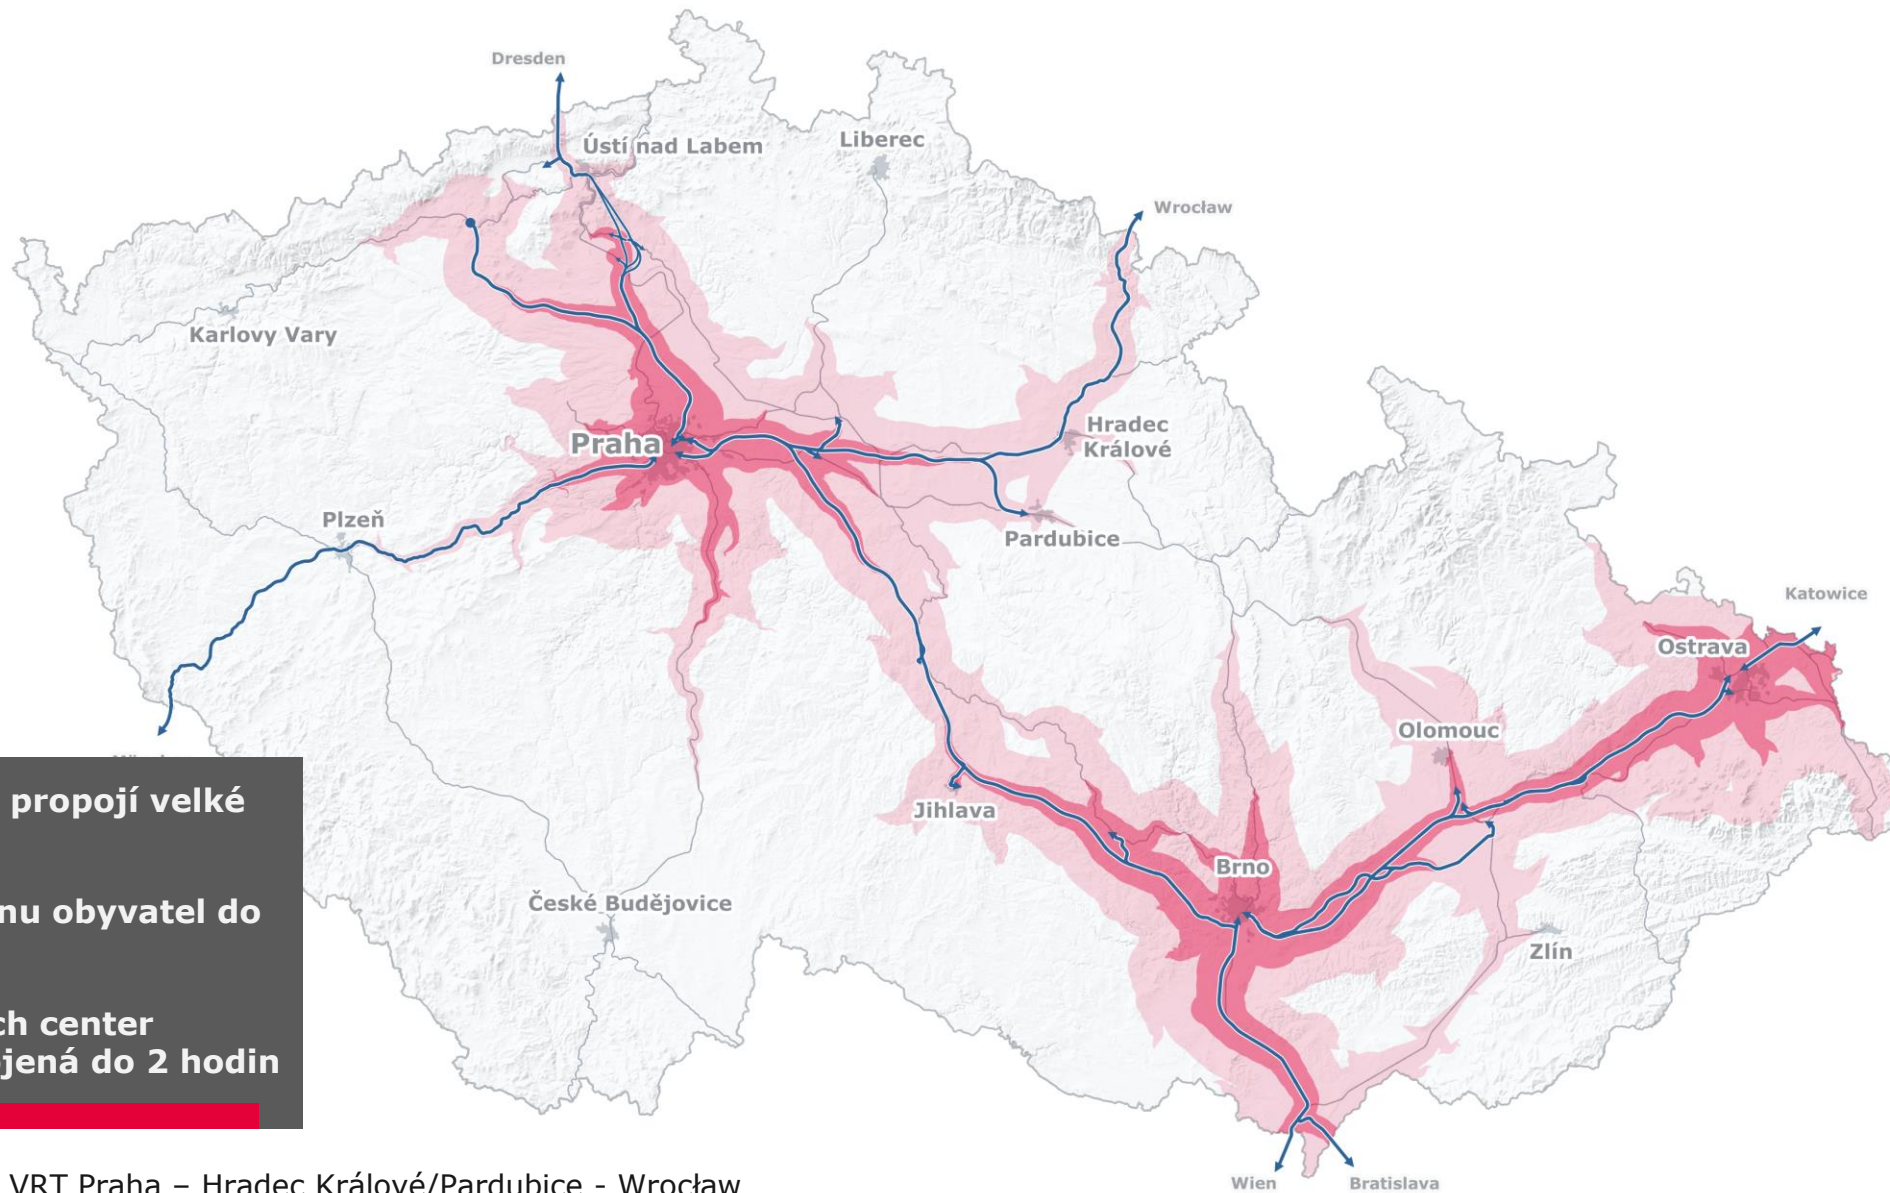 Dresden
Ústí nad Labem
Liberec
Wrocław
Karlovy Vary
Praha
Hradec
Králové
Plzeň
Pardubice
Katowice
Ostrava
Olomouc
Jihlava
Brno
České Budějovice
Zlín
Wien
Bratislava
propojí velké
nu obyvatel do
ch center
jená do 2 hodin
VRT Praha – Hradec Králové/Pardubice - Wrocław